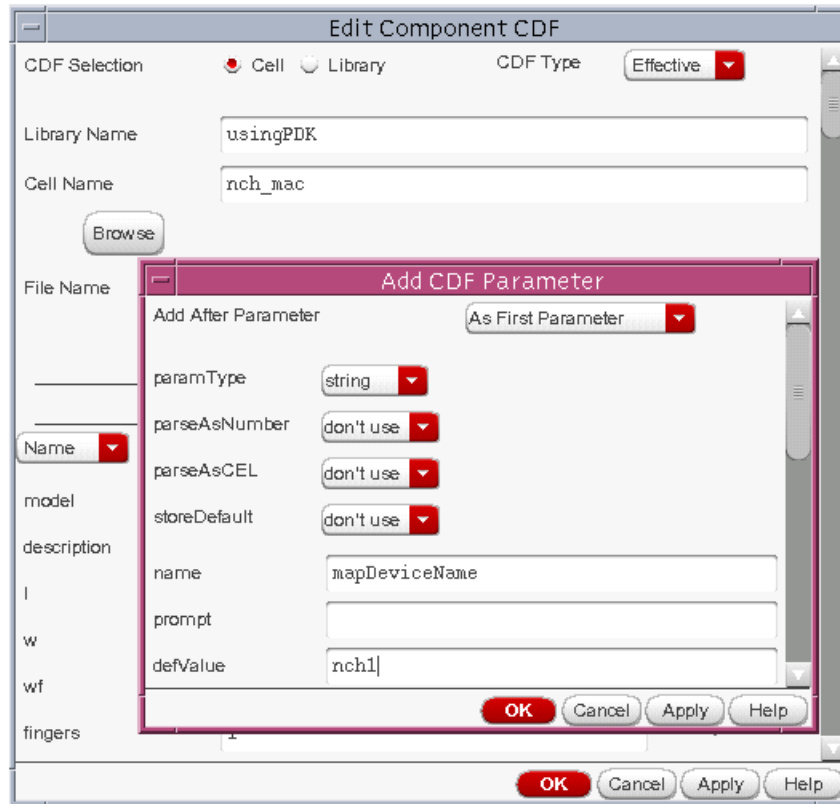 Edit Component CDF
CDF Selection Cell Library CDF Type Effective
Library Name usingPDK
Cell Name nch_mac
Browse
File Name
Add CDF Parameter
Add After Parameter As First Parameter
paramType string
parseAsNumber don't use
parseAsCEL don't use
storeDefault don't use
name mapDeviceName
prompt
defValue nch1
OK Cancel Apply Help
Name
model
description
l
w
wf
fingers
OK Cancel Apply Help